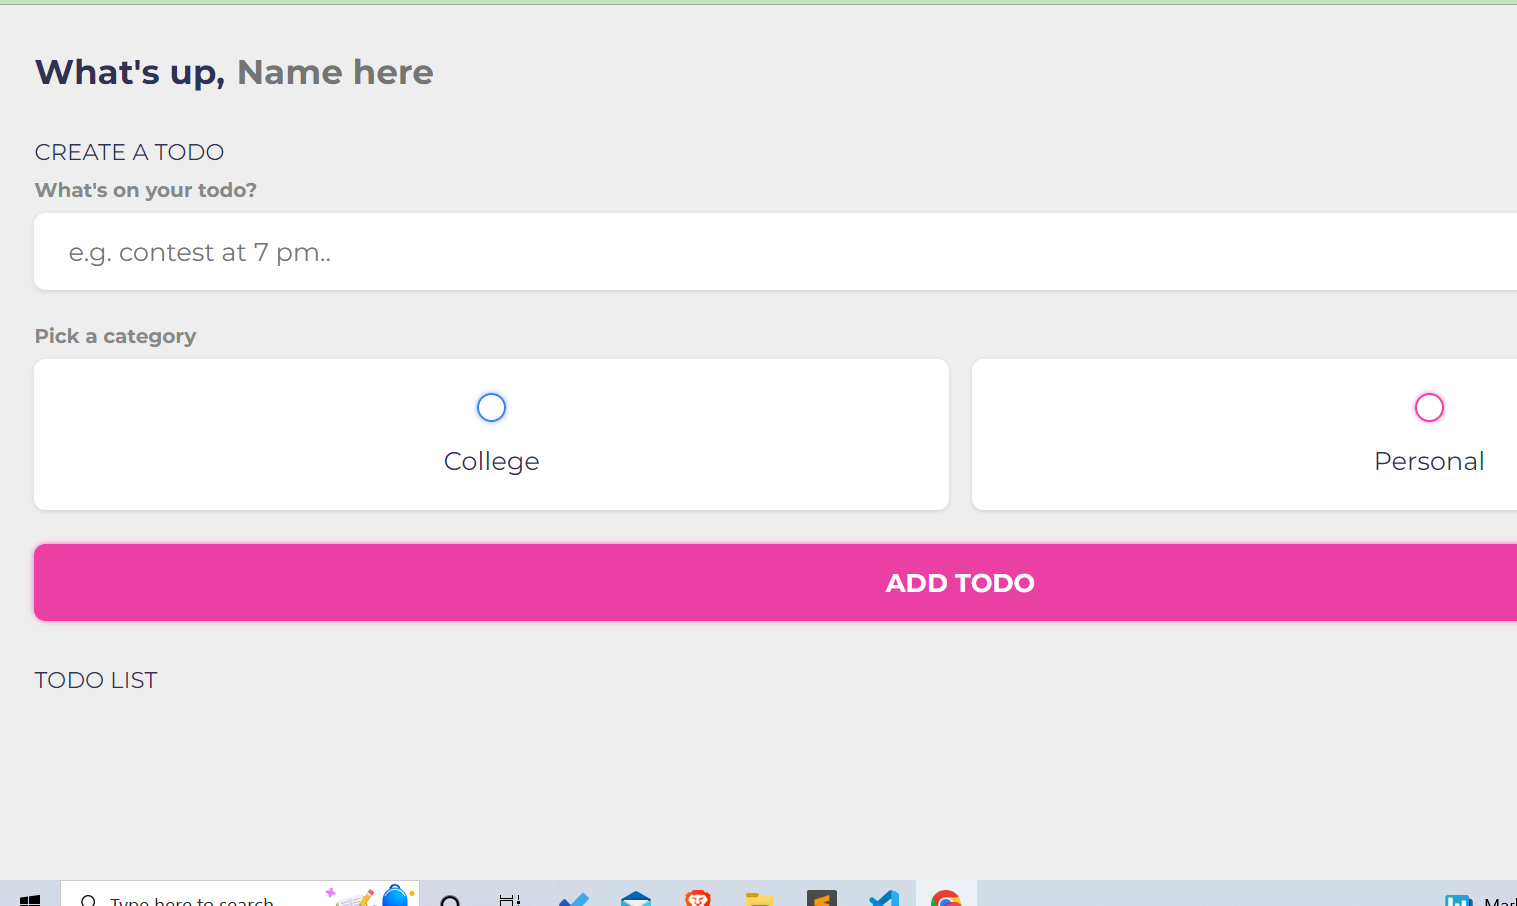 What's up, Name here
CREATE A TODO
What's on your todo?
e.g. contest at 7 pm..
Pick a category
College
Personal
ADD TODO
TODO LIST
Type here to search